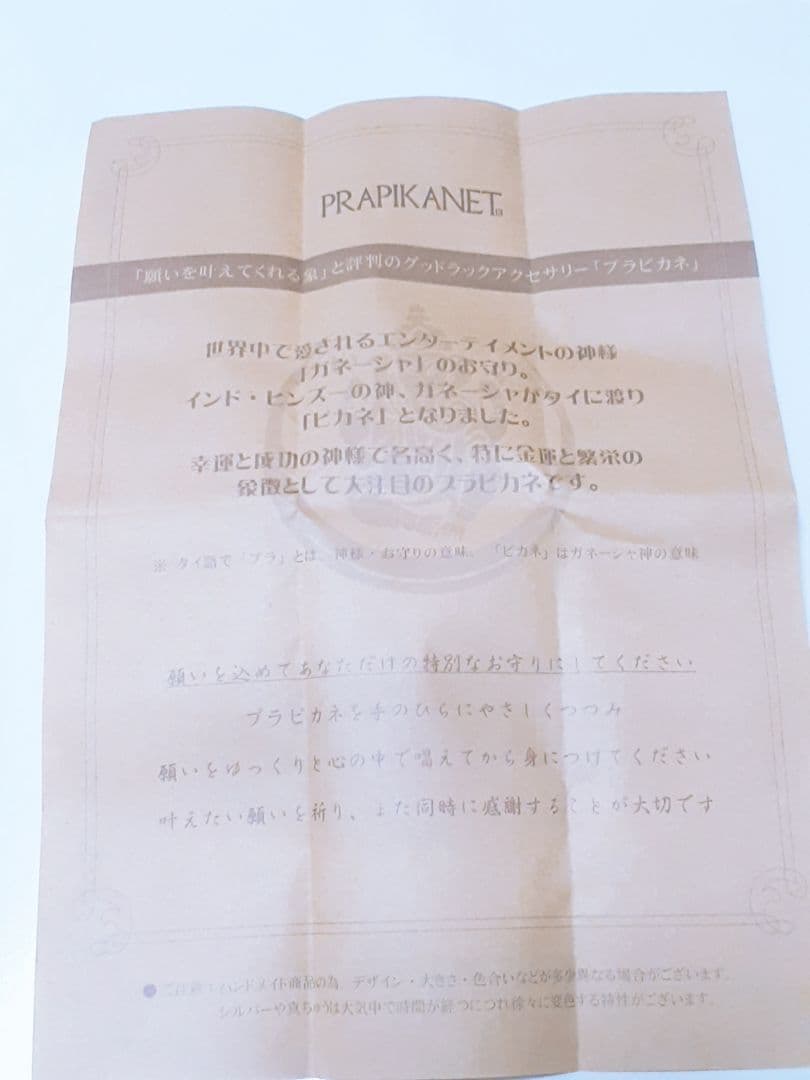 PRAPIKANET
「願いを叶えてくれる象」と評判のグッドラックアクセサリー「プラピカネ」
世界中で愛されるエンターテイメントの神様
「ガネーシャ」のお守り。
インド・ヒンズーの神、ガネーシャがタイに渡り
「ピカネ」となりました。
幸運と成功の神様で名高く、特に金運と繁栄の
象徴として大注目のプラピカネです。
※ タイ語で「プラ」とは、神様・お守りの意味。「ピカネ」はガネーシャ神の意味
願いを込めてあなただけの特別なお守りにしてください
プラピカネを手のひらにやさしくつつみ
願いをゆっくりと心の中で唱えてから身につけてください
叶えたい願いを祈り、また同時に感謝することが大切です
● ご注意：ハンドメイド商品の為 デザイン・大きさ・色合いなどが多少異なる場合がございます。
シルバーや真ちゅうは大気中で時間が経つにつれ徐々に変色する特性がございます。